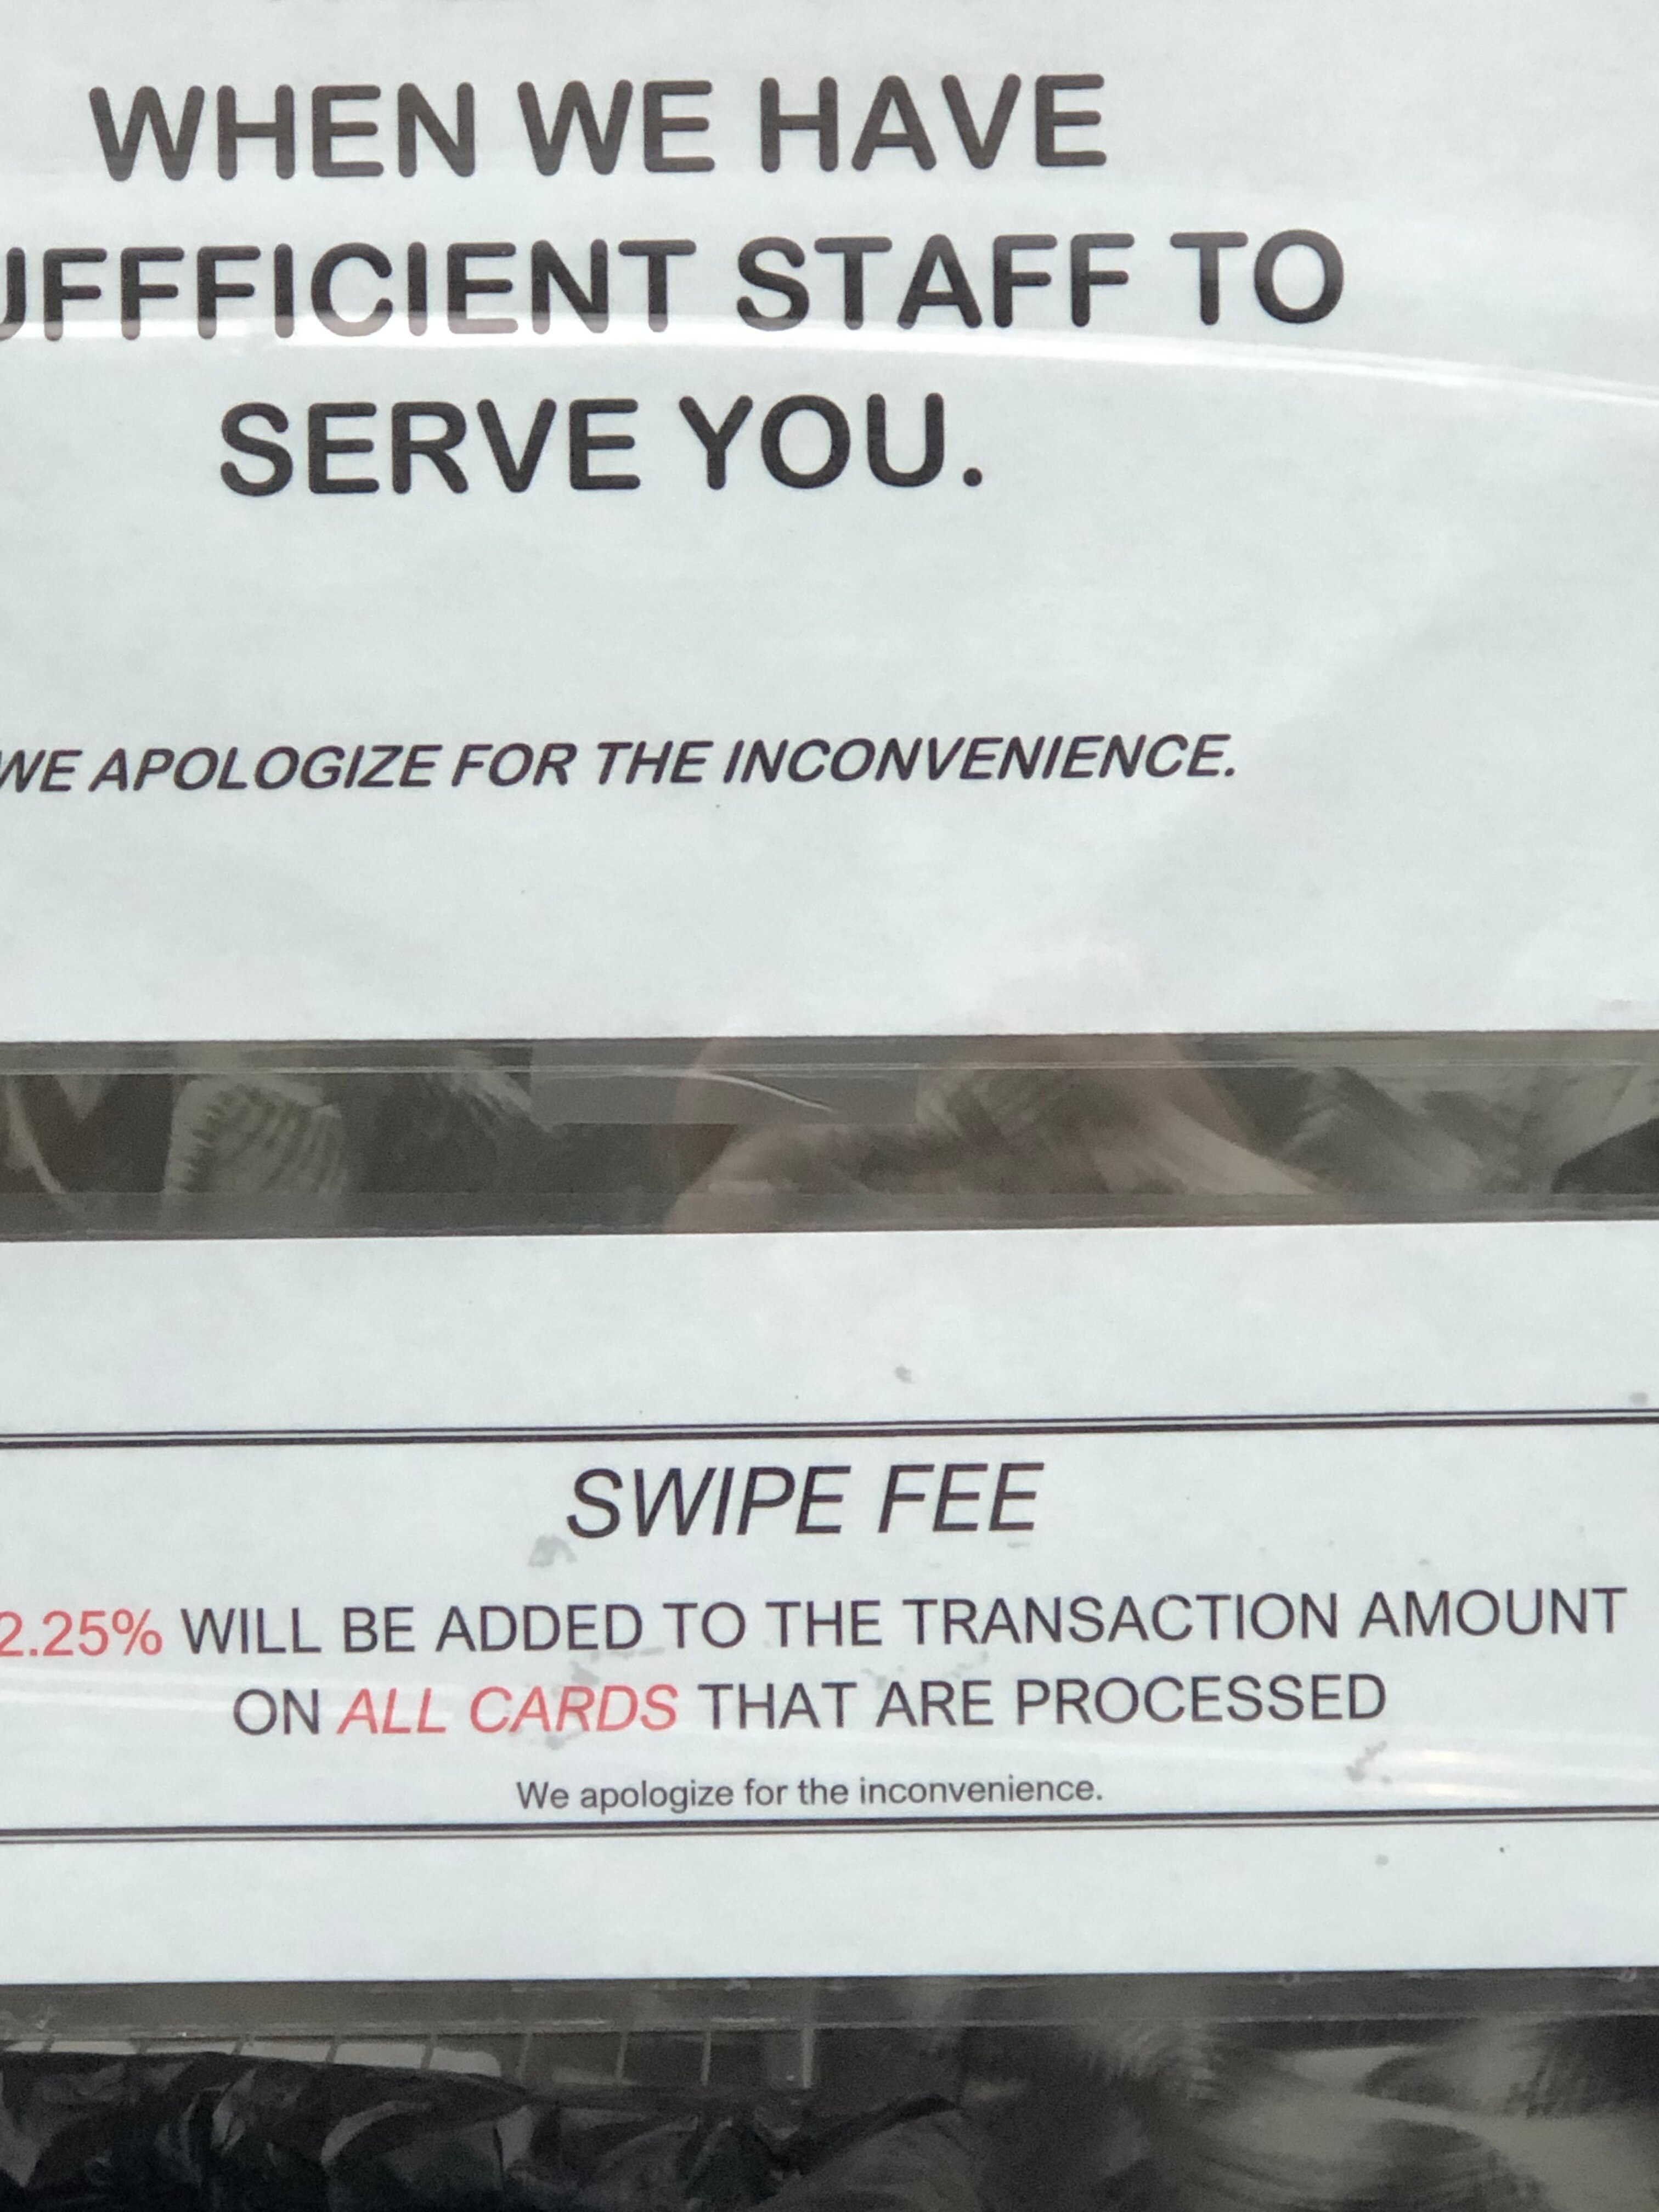 WHEN WE HAVE
UFFFICIENT STAFF TO
SERVE YOU.
WE APOLOGIZE FOR THE INCONVENIENCE.
SWIPE FEE
2.25% WILL BE ADDED TO THE TRANSACTION AMOUNT
ON ALL CARDS THAT ARE PROCESSED
We apologize for the inconvenience.